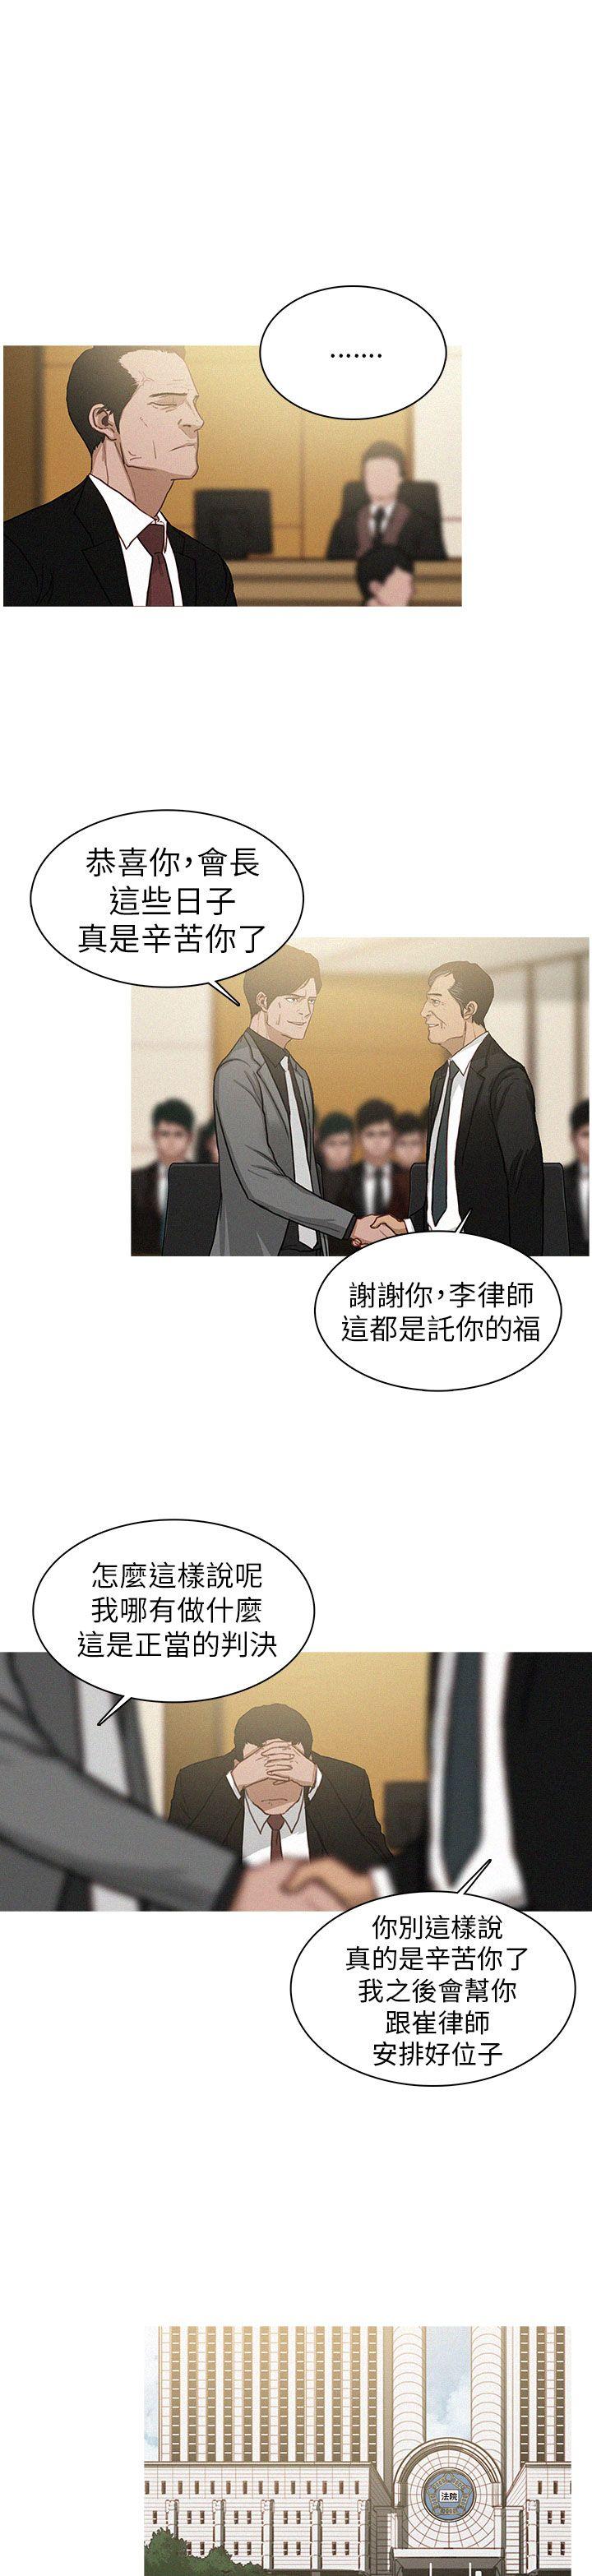 .......
恭喜你，會長
這些日子
真是辛苦你了
謝謝你，李律師
這都是託你的福
怎麼這樣說呢
我哪有做什麼
這是正當的判決
你別這樣說
真的是辛苦你了
我之後會幫你
跟崔律師
安排好位子
法院